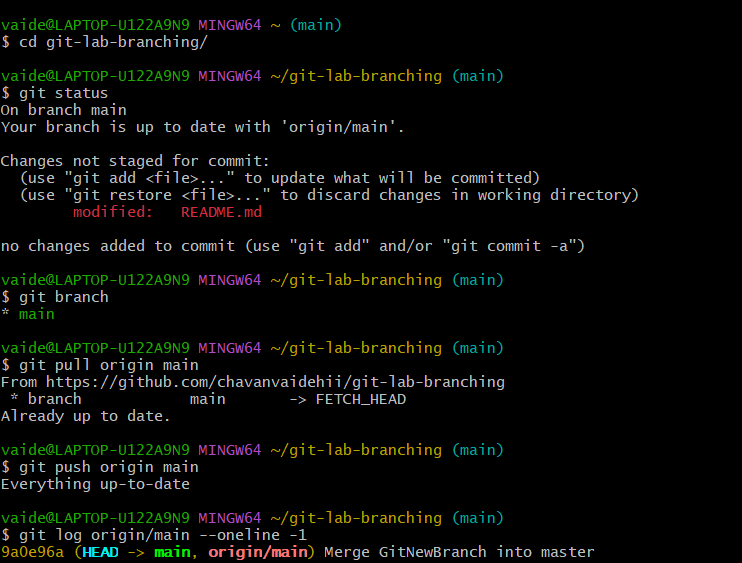 vaide@LAPTOP-U122A9N9 MINGW64 ~ (main)
$ cd git-lab-branching/
vaide@LAPTOP-U122A9N9 MINGW64 ~/git-lab-branching (main)
$ git status
On branch main
Your branch is up to date with 'origin/main'.
Changes not staged for commit:
  (use "git add <file>..." to update what will be committed)
  (use "git restore <file>..." to discard changes in working directory)
        modified:   README.md
no changes added to commit (use "git add" and/or "git commit -a")
vaide@LAPTOP-U122A9N9 MINGW64 ~/git-lab-branching (main)
$ git branch
* main
vaide@LAPTOP-U122A9N9 MINGW64 ~/git-lab-branching (main)
$ git pull origin main
From https://github.com/chavanvaidehii/git-lab-branching
 * branch            main       -> FETCH_HEAD
Already up to date.
vaide@LAPTOP-U122A9N9 MINGW64 ~/git-lab-branching (main)
$ git push origin main
Everything up-to-date
vaide@LAPTOP-U122A9N9 MINGW64 ~/git-lab-branching (main)
$ git log origin/main --oneline -1
9a0e96a (HEAD -> main, origin/main) Merge GitNewBranch into master